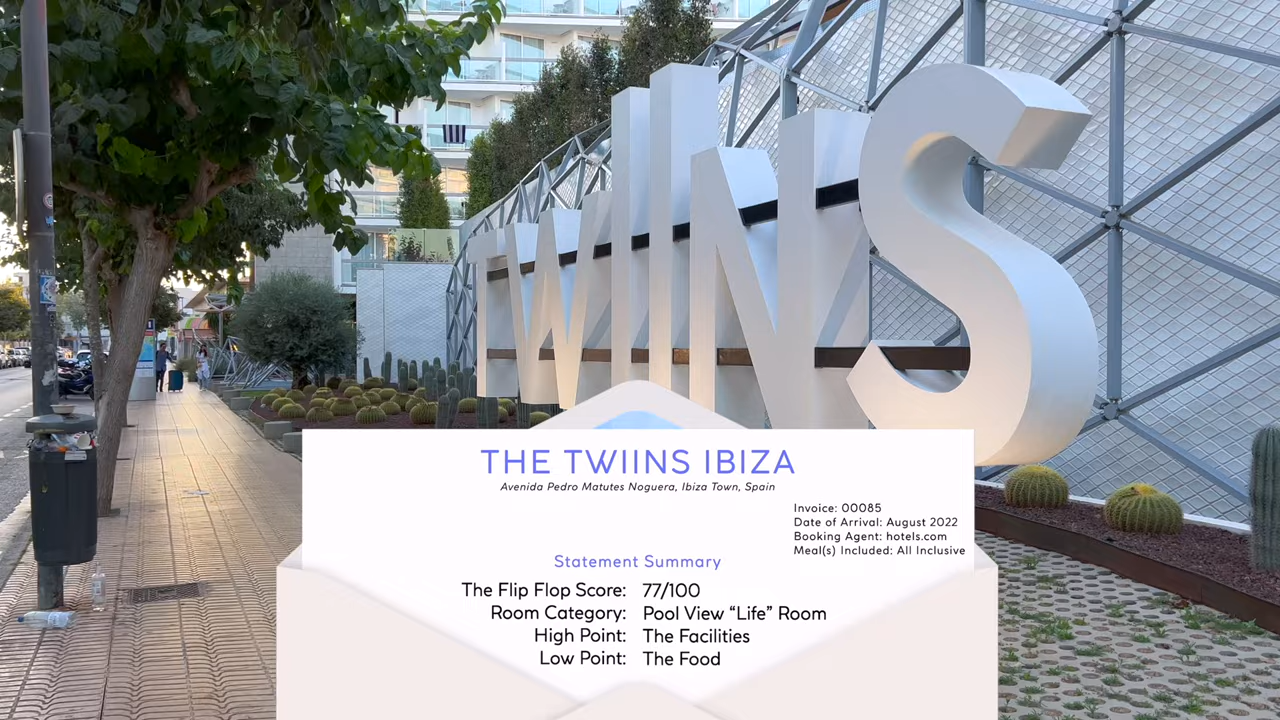 TWIINS
THE TWIINS IBIZA
Avenida Pedro Matutes Noguera, Ibiza Town, Spain
Invoice: 00085
Date of Arrival: August 2022
Booking Agent: hotels.com
Meal(s) Included: All Inclusive
Statement Summary
The Flip Flop Score: 77/100
Room Category: Pool View “Life” Room
High Point: The Facilities
Low Point: The Food